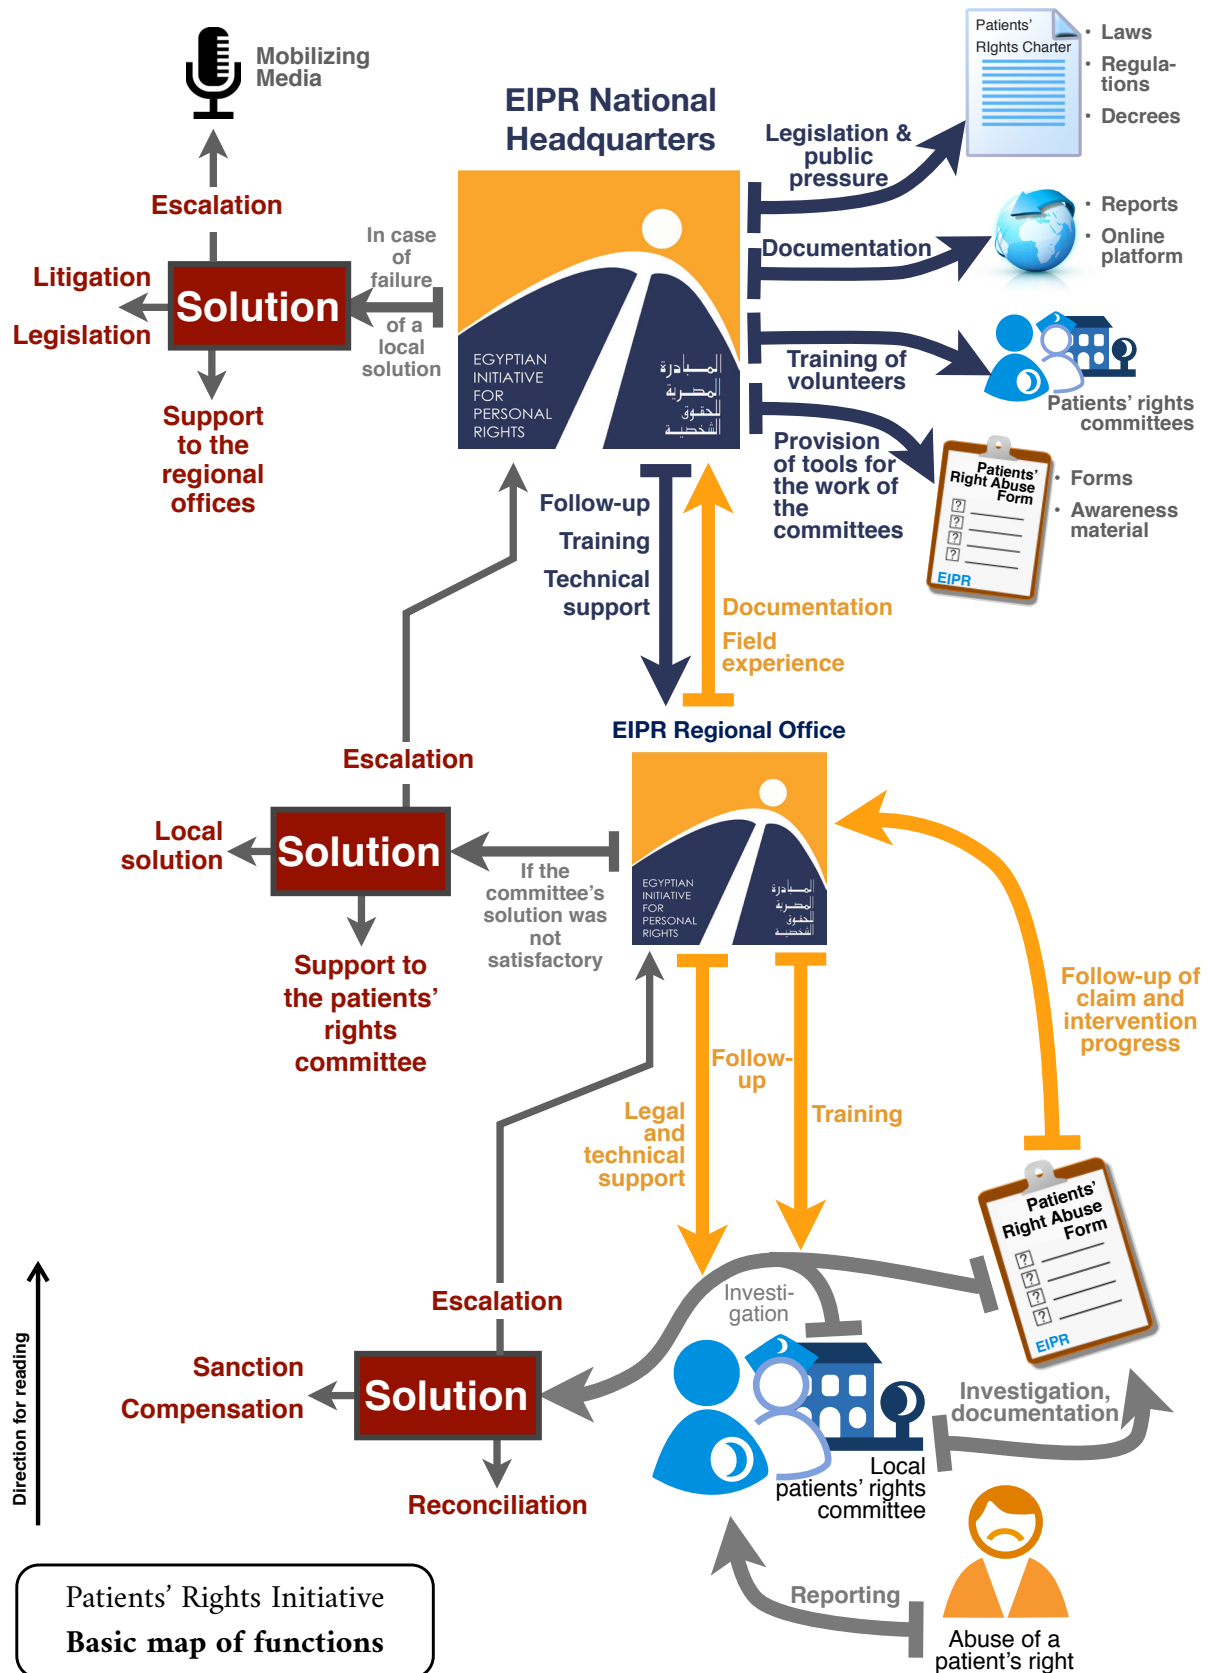 Mobilizing
Media
Escalation
Litigation
Legislation
Solution
Support
to the
regional
offices
In case
of
failure
of a
local
solution
EIPR National
Headquarters
EGYPTIAN
INITIATIVE
FOR
PERSONAL
RIGHTS
المبادرة
المصرية
للحقوق
الشخصية
Legislation &
public
pressure
Patients'
RIghts Charter
• Laws
• Regula-
tions
• Decrees
Documentation
• Reports
• Online
platform
Training of
volunteers
Patients' rights
committees
Provision
of tools for
the work of
the
committees
Patients'
Right Abuse
Form
?
?
?
?
EIPR
• Forms
• Awareness
material
Follow-up
Training
Technical
support
Documentation
Field
experience
EIPR Regional Office
EGYPTIAN
INITIATIVE
FOR
PERSONAL
RIGHTS
المبادرة
المصرية
للحقوق
الشخصية
Escalation
Local
solution
Solution
If the
committee's
solution was
not
satisfactory
Support to
the patients'
rights
committee
Follow-up of
claim and
intervention
progress
Follow-
up
Legal
and
technical
support
Training
Patients'
Right Abuse
Form
?
?
?
?
EIPR
Investi-
gation
Escalation
Sanction
Compensation
Solution
Reconciliation
Investigation,
documentation
Local
patients' rights
committee
Reporting
Abuse of a
patient's right
Direction for reading
Patients' Rights Initiative
Basic map of functions